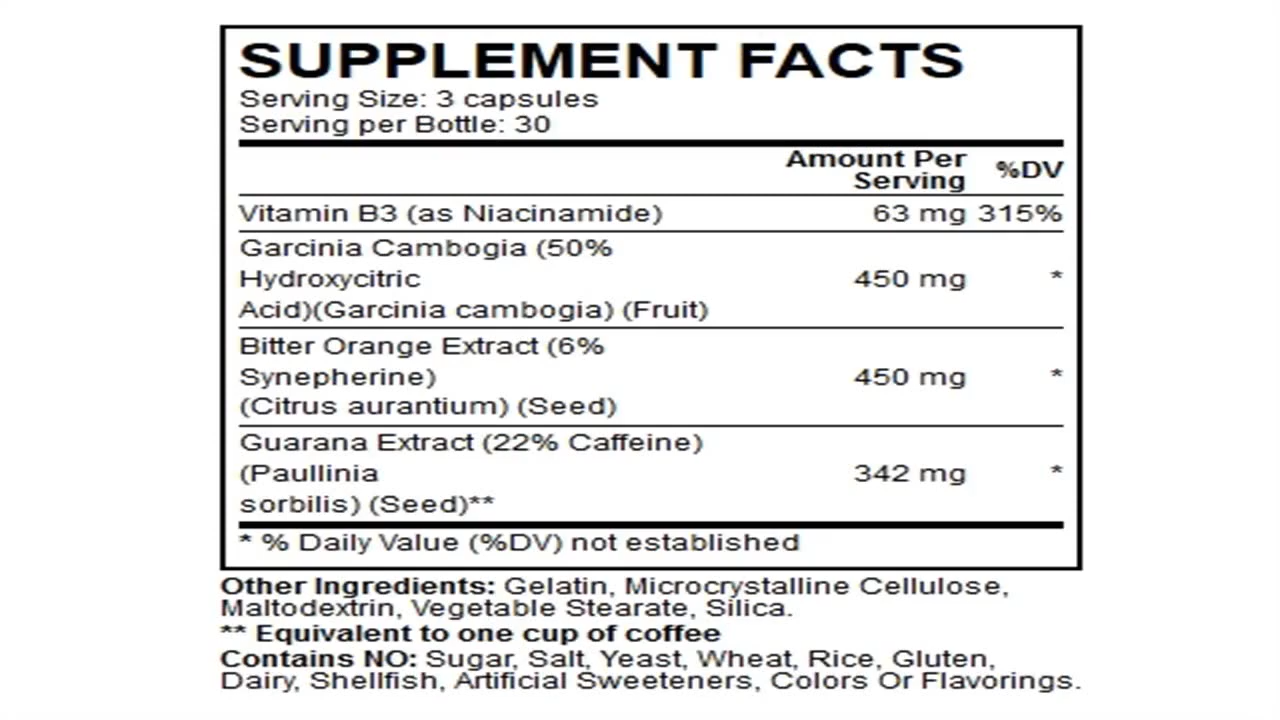 SUPPLEMENT FACTS
Serving Size: 3 capsules
Serving per Bottle: 30
Amount Per
Serving
%DV
Vitamin B3 (as Niacinamide) 63 mg 315%
Garcinia Cambogia (50%
Hydroxycitric 450 mg *
Acid)(Garcinia cambogia) (Fruit)
Bitter Orange Extract (6%
Synepherine) 450 mg *
(Citrus aurantium) (Seed)
Guarana Extract (22% Caffeine)
(Paullinia 342 mg *
sorbilis) (Seed)**
* % Daily Value (%DV) not established
Other Ingredients: Gelatin, Microcrystalline Cellulose,
Maltodextrin, Vegetable Stearate, Silica.
** Equivalent to one cup of coffee
Contains NO: Sugar, Salt, Yeast, Wheat, Rice, Gluten,
Dairy, Shellfish, Artificial Sweeteners, Colors Or Flavorings.